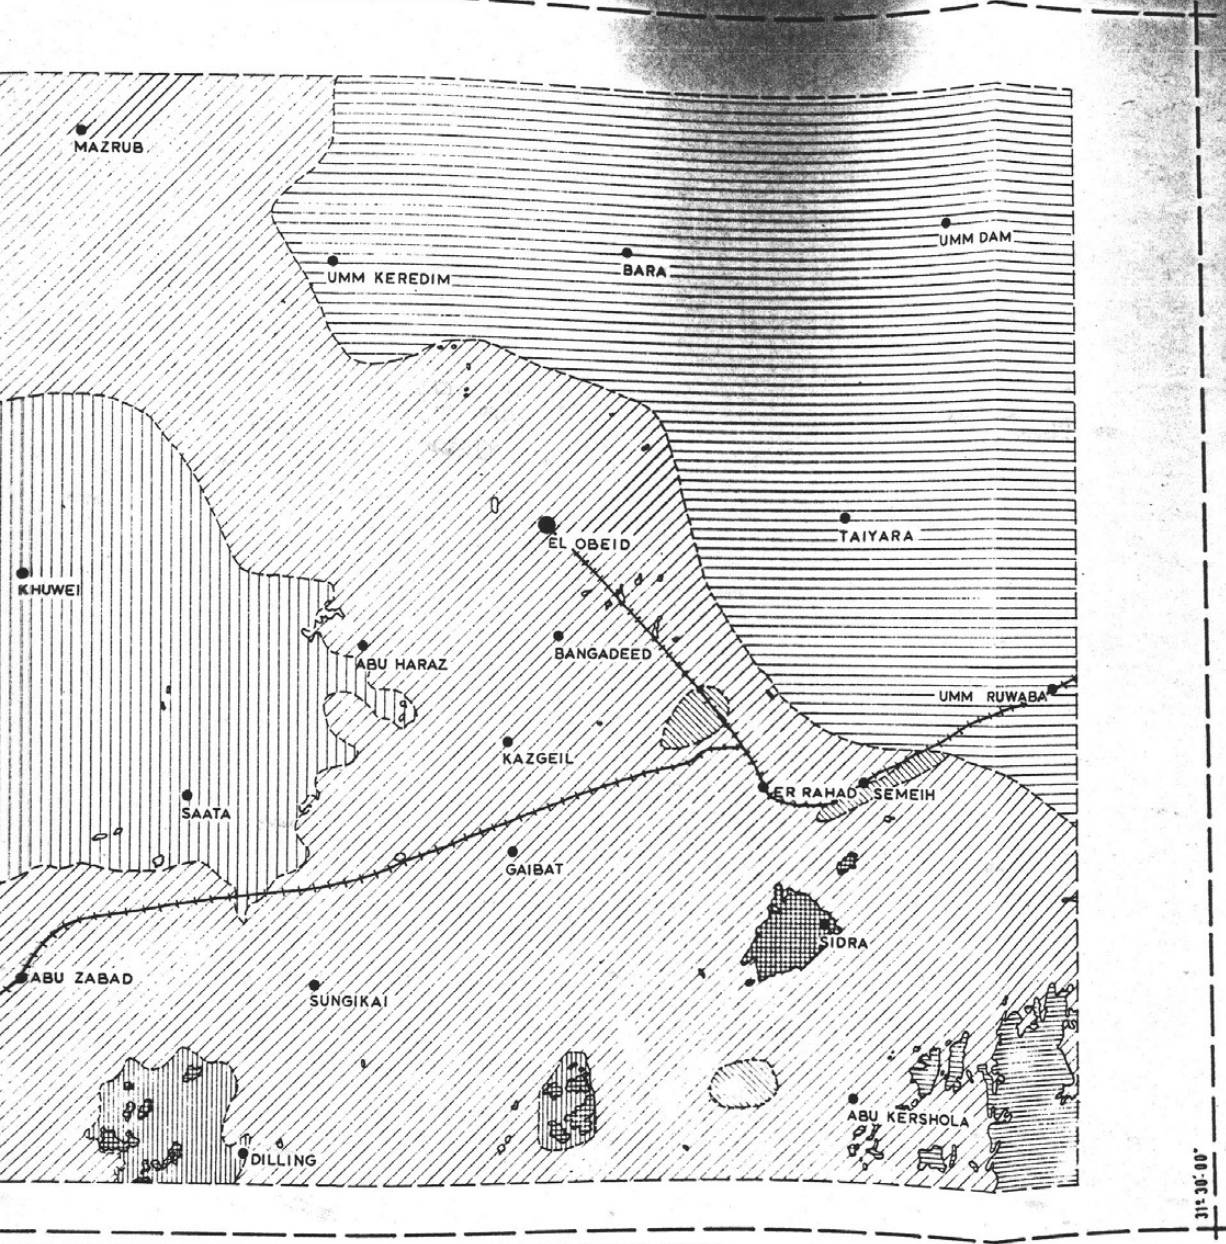 MAZRUB
UMM DAM
BARA
UMM KEREDIM
TAIYARA
EL OBEID
KHUWEI
BANGADEED
ABU HARAZ
UMM RUWABA
KAZGEIL
ER RAHAD
SEMEIH
SAATA
GAIBAT
SIDRA
ABU ZABAD
SUNGIKAI
ABU KERSHOLA
DILLING
31° 30' 00"